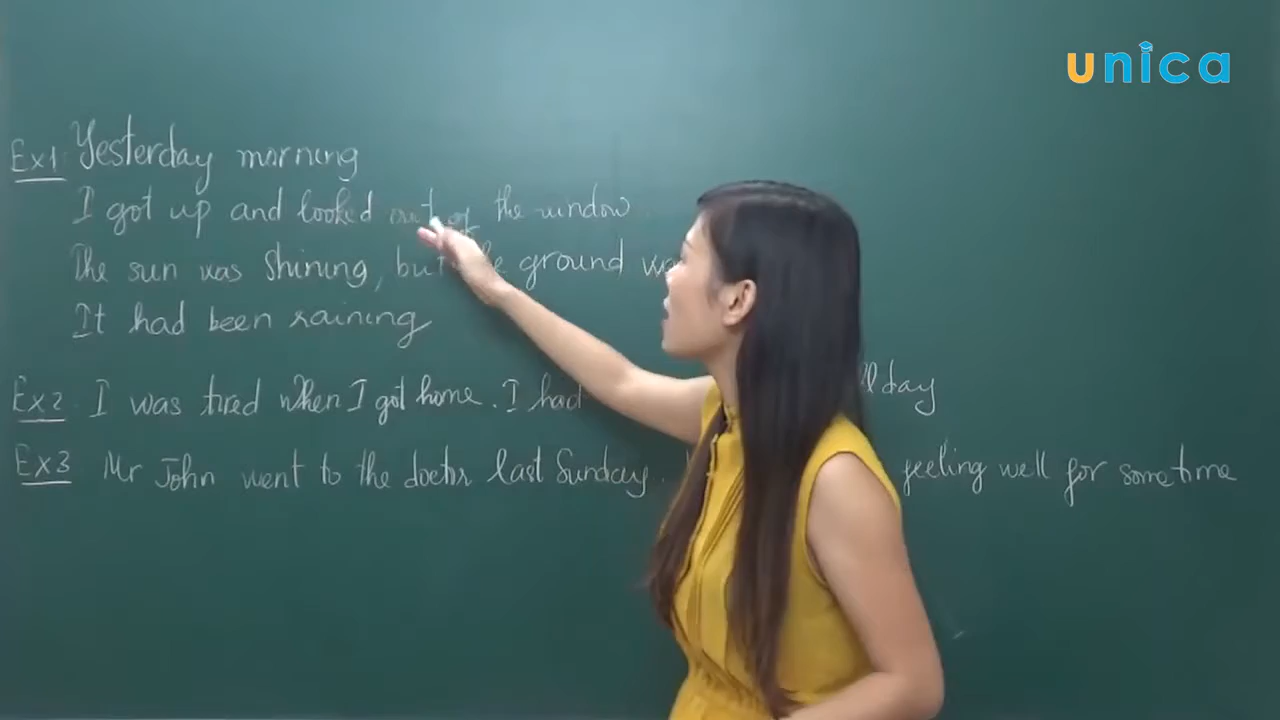 unica
Ex1: Yesterday morning
I got up and looked out of the window.
The sun was shining, but the ground
It had been raining
Ex2 I was tired when I got home. I had day
Ex3 Mr John went to the doctor last Sunday. feeling well for sometime